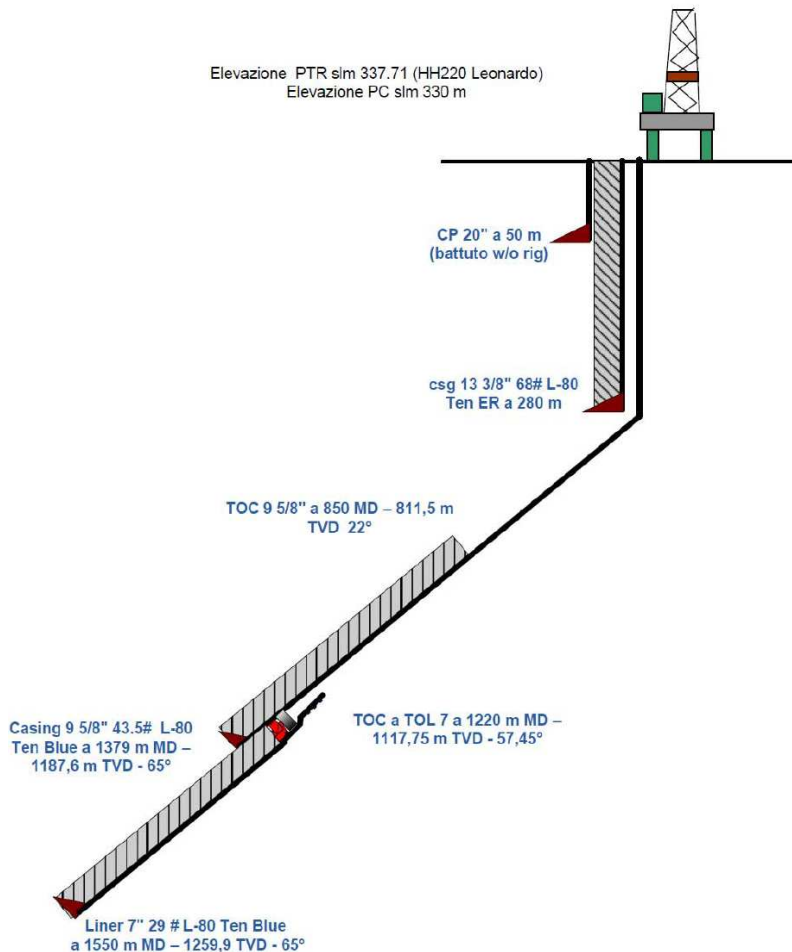 Elevazione PTR slm 337.71 (HH220 Leonardo)
Elevazione PC slm 330 m
CP 20" a 50 m
(battuto w/o rig)
csg 13 3/8" 68# L-80
Ten ER a 280 m
TOC 9 5/8" a 850 MD – 811,5 m
TVD 22°
Casing 9 5/8" 43.5# L-80
Ten Blue a 1379 m MD –
1187,6 m TVD - 65°
TOC a TOL 7 a 1220 m MD –
1117,75 m TVD - 57,45°
Liner 7" 29 # L-80 Ten Blue
a 1550 m MD – 1259,9 TVD - 65°